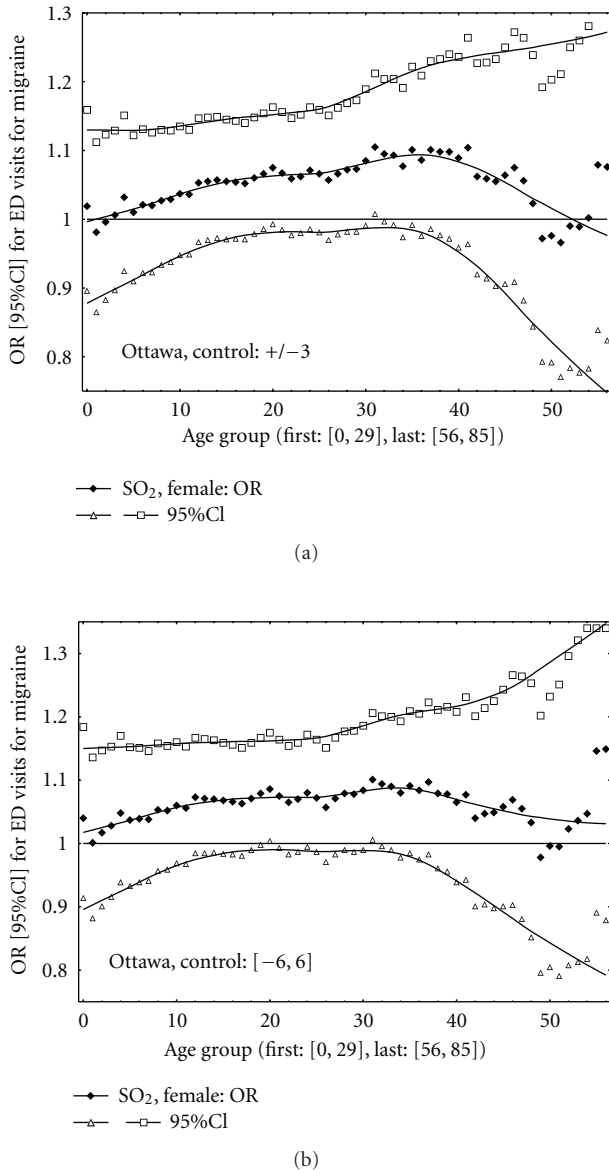 (a)
1.3
1.2
1.1
1
0.9
0.8
OR [95%CI] for ED visits for migraine
Ottawa, control: +/−3
0 10 20 30 40 50
Age group (first: [0, 29], last: [56, 85])
SO₂, female: OR
95%CI
(a)
1.3
1.2
1.1
1
0.9
0.8
OR [95%CI] for ED visits for migraine
Ottawa, control: [−6, 6]
0 10 20 30 40 50
Age group (first: [0, 29], last: [56, 85])
SO₂, female: OR
95%CI
(b)